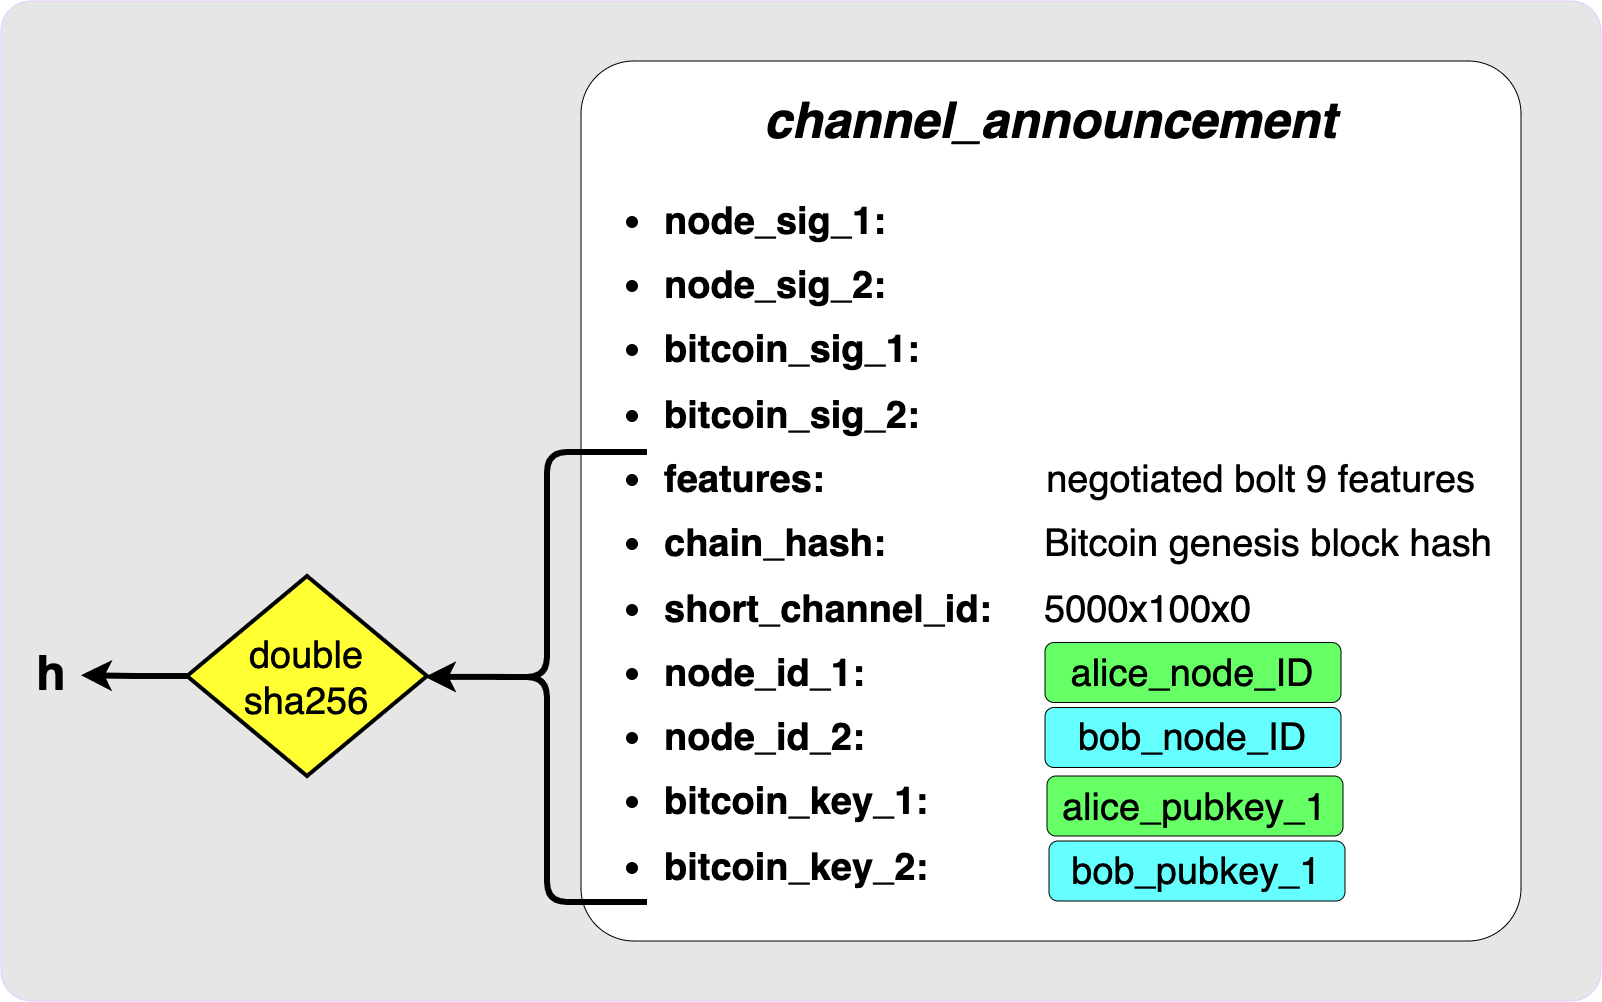 channel_announcement
• node_sig_1:
• node_sig_2:
• bitcoin_sig_1:
• bitcoin_sig_2:
• features: negotiated bolt 9 features
• chain_hash: Bitcoin genesis block hash
• short_channel_id: 5000x100x0
• node_id_1: alice_node_ID
• node_id_2: bob_node_ID
• bitcoin_key_1: alice_pubkey_1
• bitcoin_key_2: bob_pubkey_1
double
sha256
h